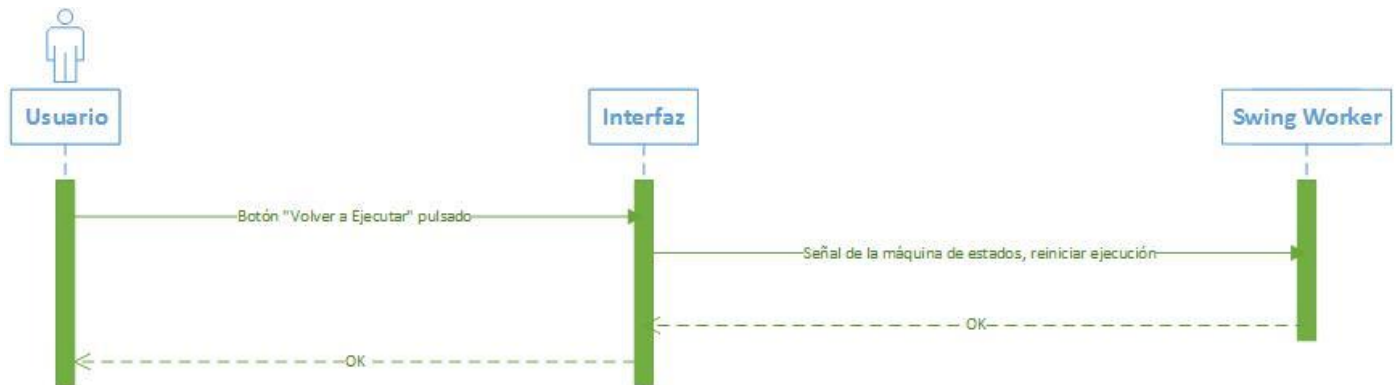 Usuario
Interfaz
Swing Worker
Botón "Volver a Ejecutar" pulsado
Señal de la máquina de estados, reiniciar ejecución
OK
OK